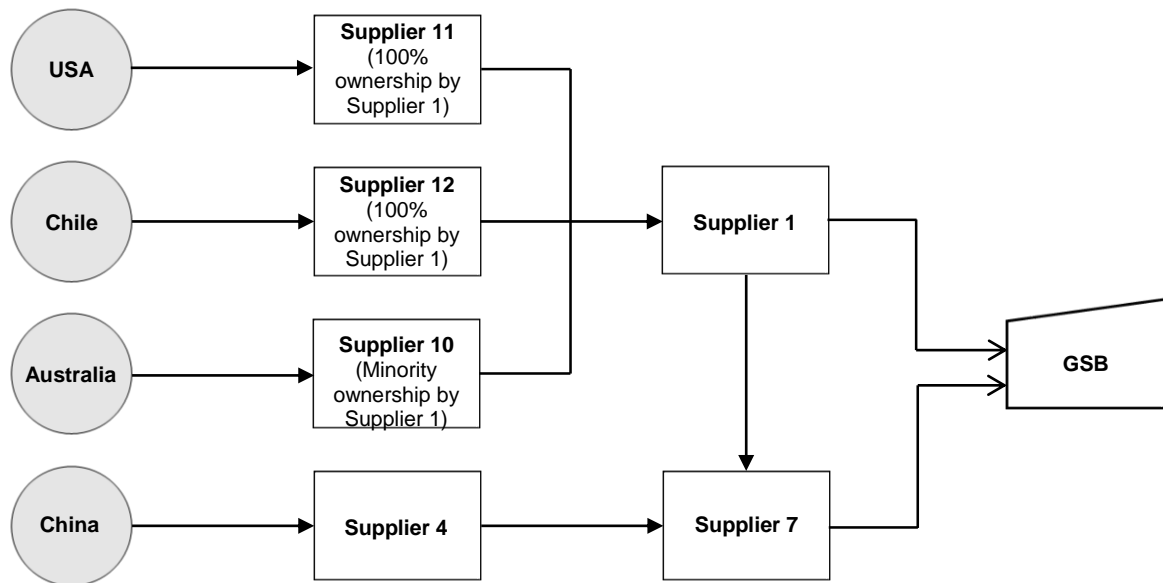 USA
Supplier 11
(100%
ownership by
Supplier 1)
Chile
Supplier 12
(100%
ownership by
Supplier 1)
Supplier 1
Australia
Supplier 10
(Minority
ownership by
Supplier 1)
GSB
China
Supplier 4
Supplier 7